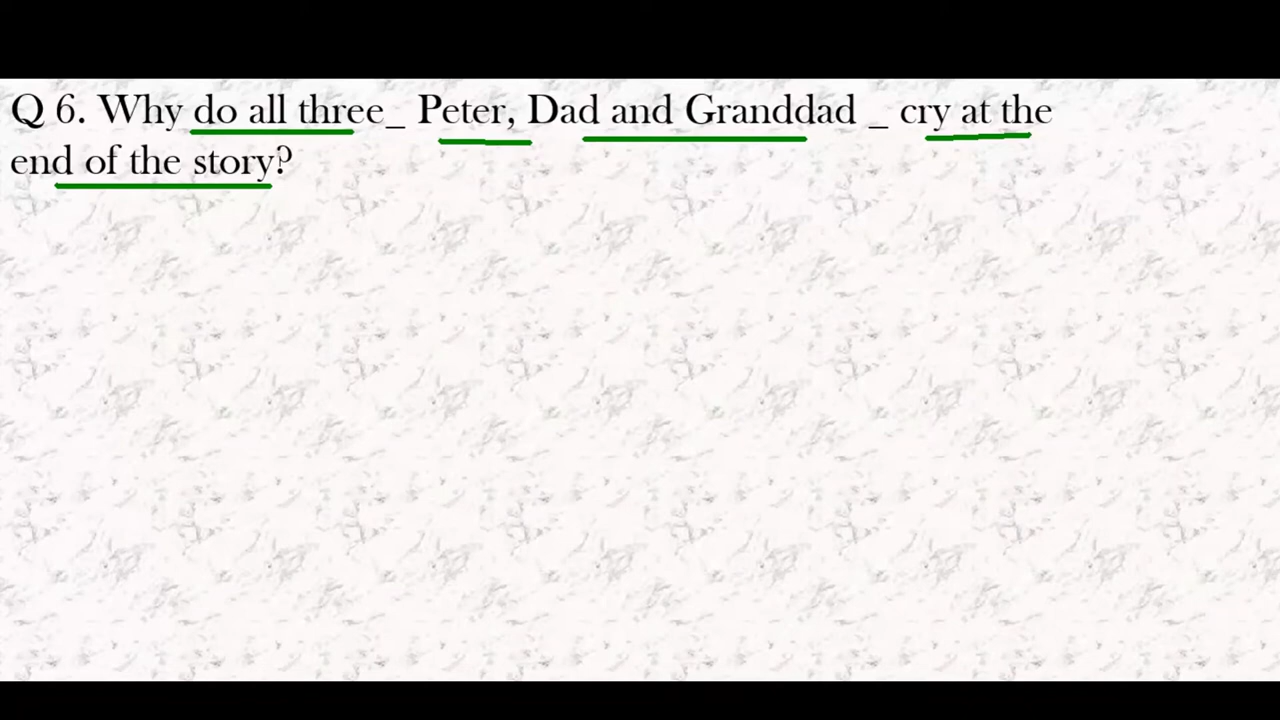 Q 6. Why do all three_ Peter, Dad and Granddad _ cry at the
end of the story?